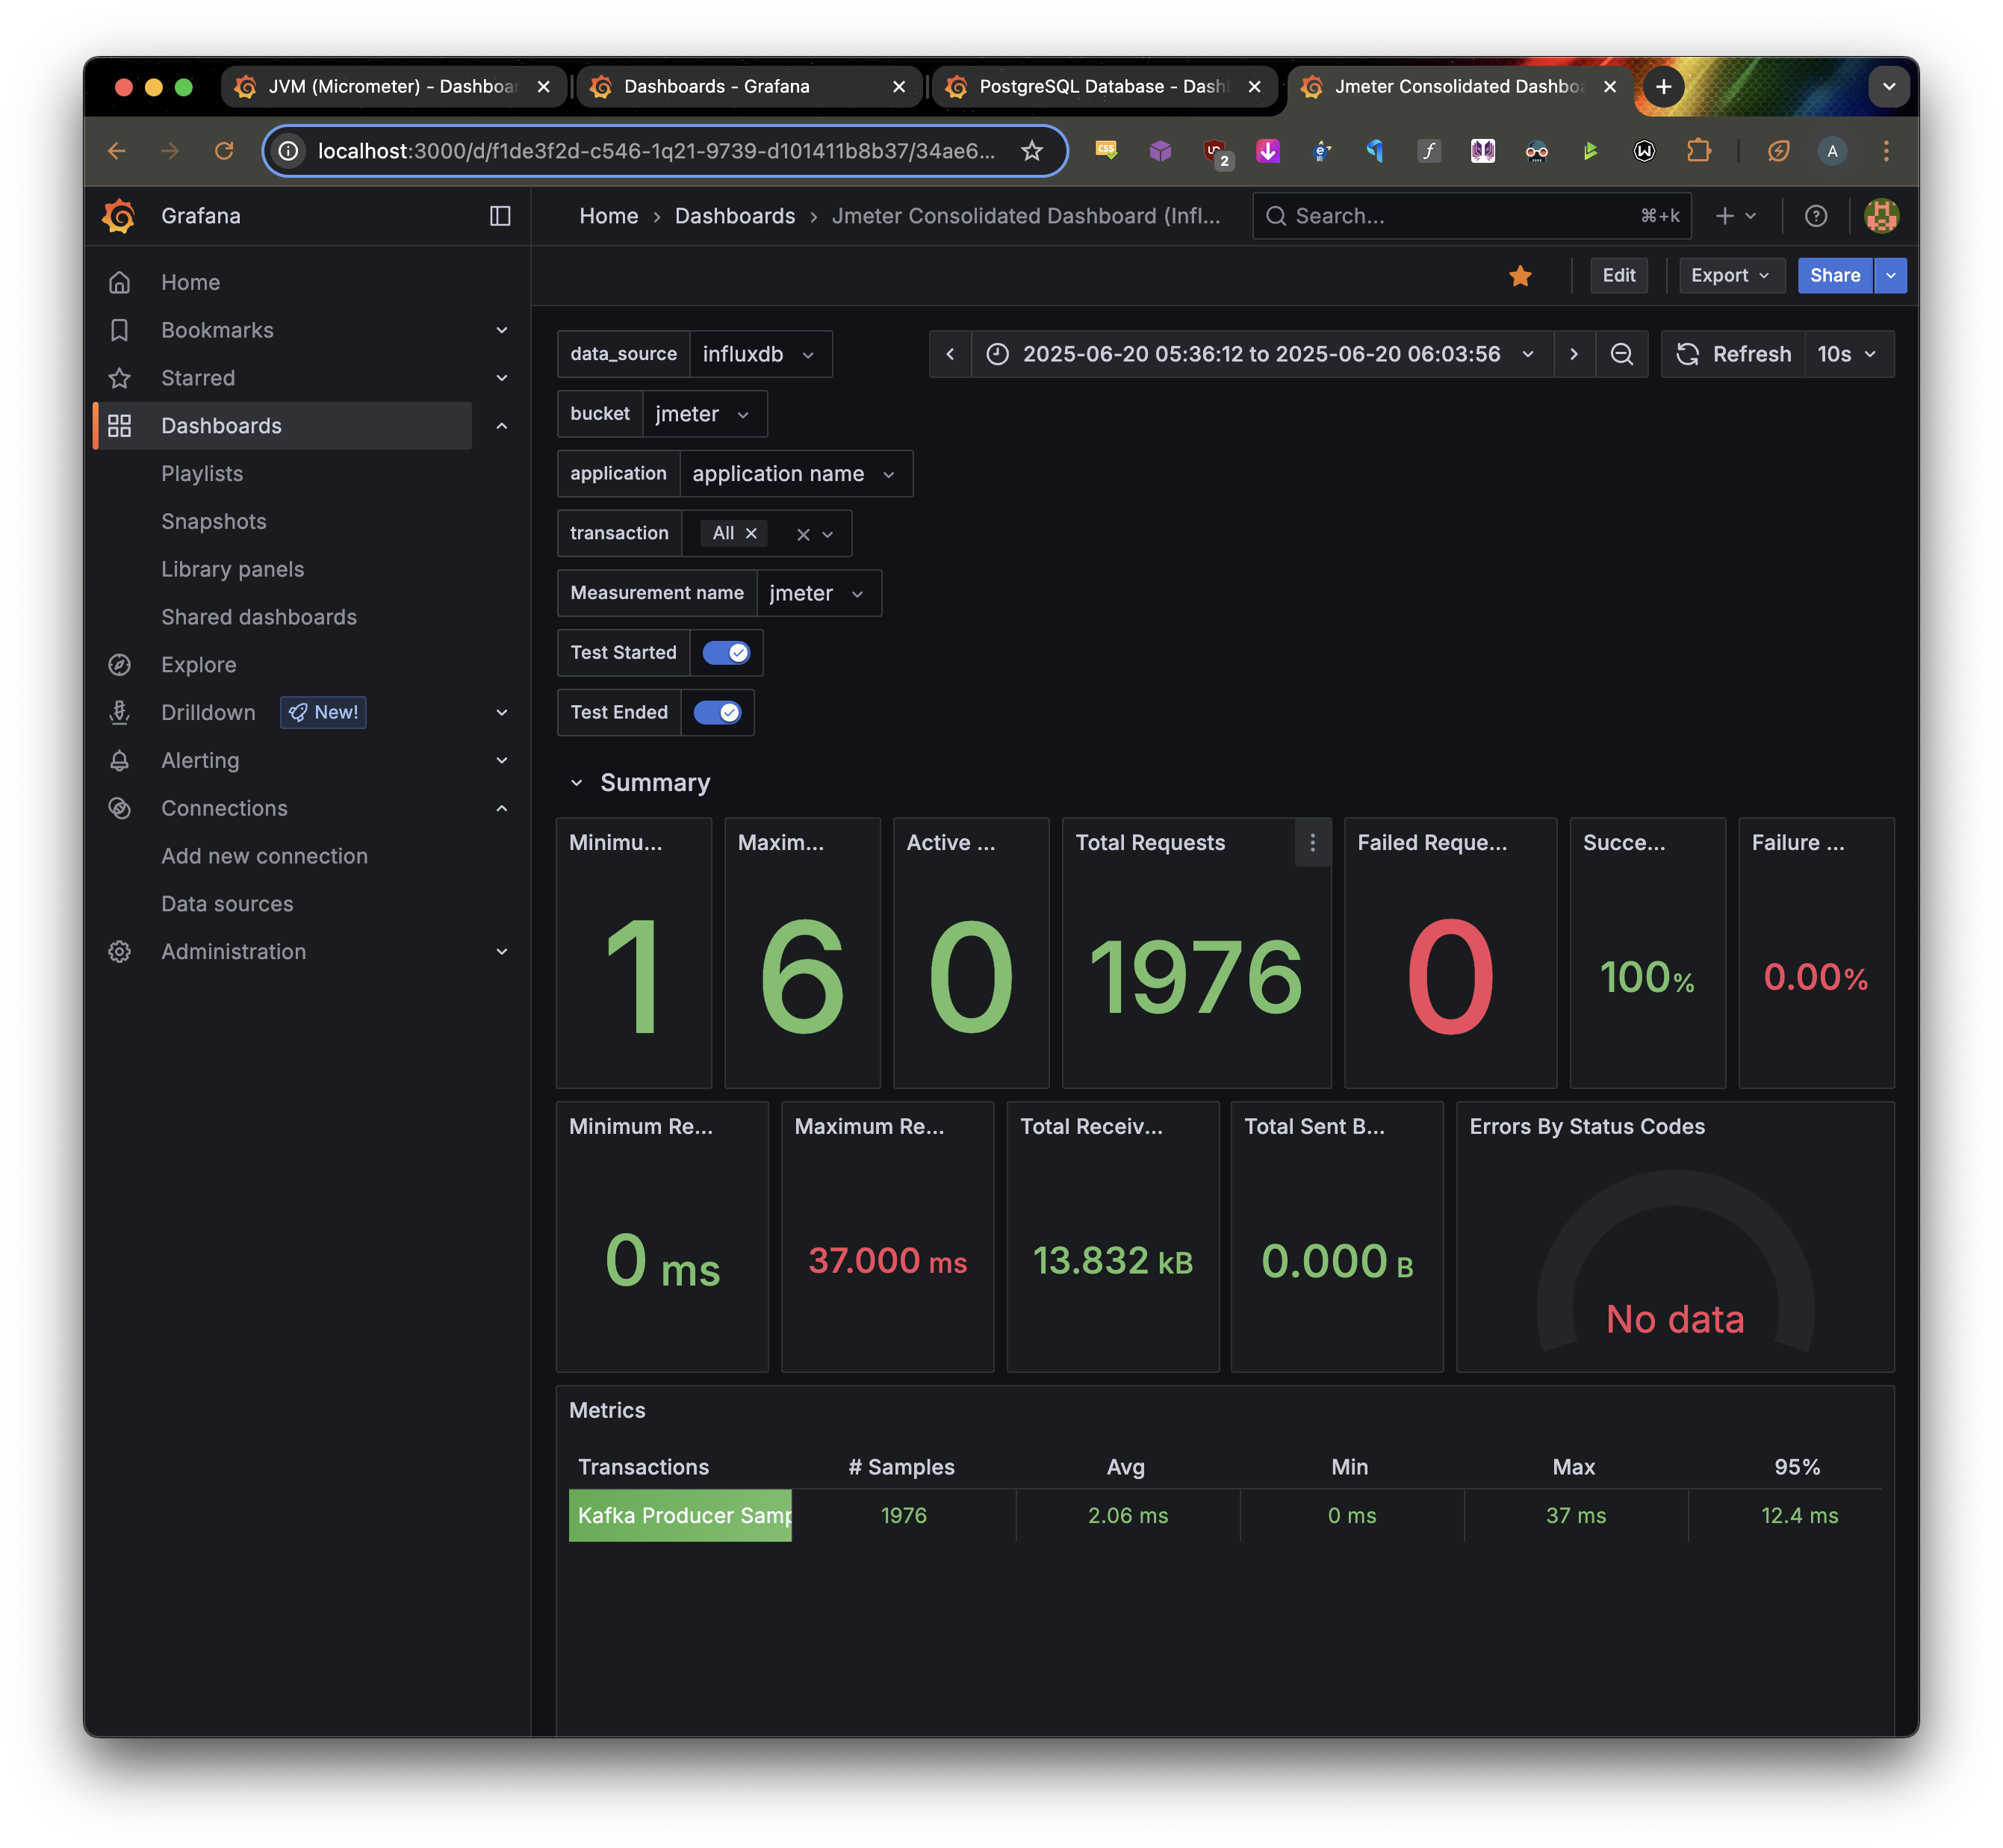 JVM (Micrometer) - Dashboar
Dashboards - Grafana
PostgreSQL Database - Dash
Jmeter Consolidated Dashboa
localhost:3000/d/f1de3f2d-c546-1q21-9739-d101411b8b37/34ae6...
CSS
2
A
Grafana
Home › Dashboards › Jmeter Consolidated Dashboard (Infl...
Search...
⌘+k
Edit
Export
Share
Home
Bookmarks
Starred
Dashboards
Playlists
Snapshots
Library panels
Shared dashboards
Explore
Drilldown New!
Alerting
Connections
Add new connection
Data sources
Administration
data_source influxdb
2025-06-20 05:36:12 to 2025-06-20 06:03:56
Refresh 10s
bucket jmeter
application application name
transaction All
Measurement name jmeter
Test Started
Test Ended
Summary
Minimu...
1
Maxim...
6
Active ...
0
Total Requests
1976
Failed Reque...
0
Succe...
100%
Failure ...
0.00%
Minimum Re...
0 ms
Maximum Re...
37.000 ms
Total Receiv...
13.832 kB
Total Sent B...
0.000 B
Errors By Status Codes
No data
Metrics
Transactions # Samples Avg Min Max 95%
Kafka Producer Samp 1976 2.06 ms 0 ms 37 ms 12.4 ms